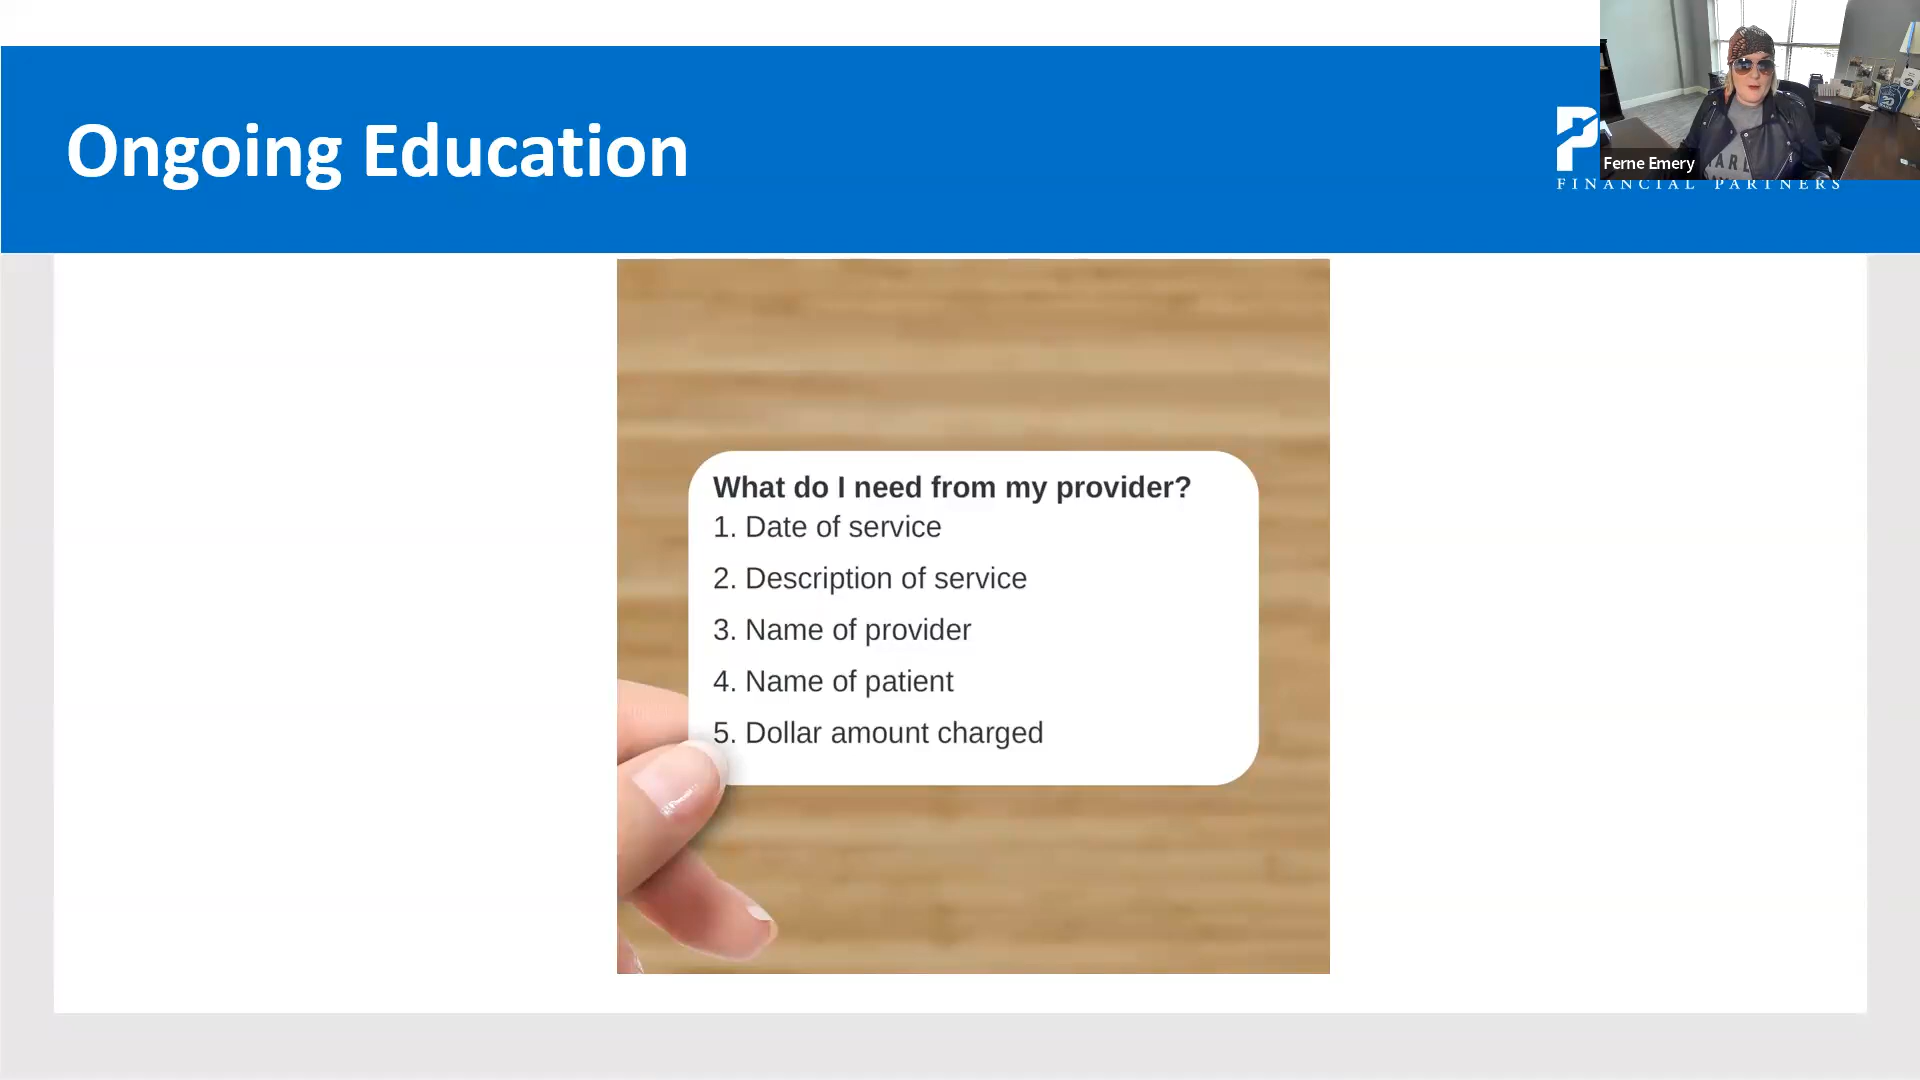 Ongoing Education
P
FINANCIAL PARTNERS
Ferne Emery
What do I need from my provider?
1. Date of service
2. Description of service
3. Name of provider
4. Name of patient
5. Dollar amount charged